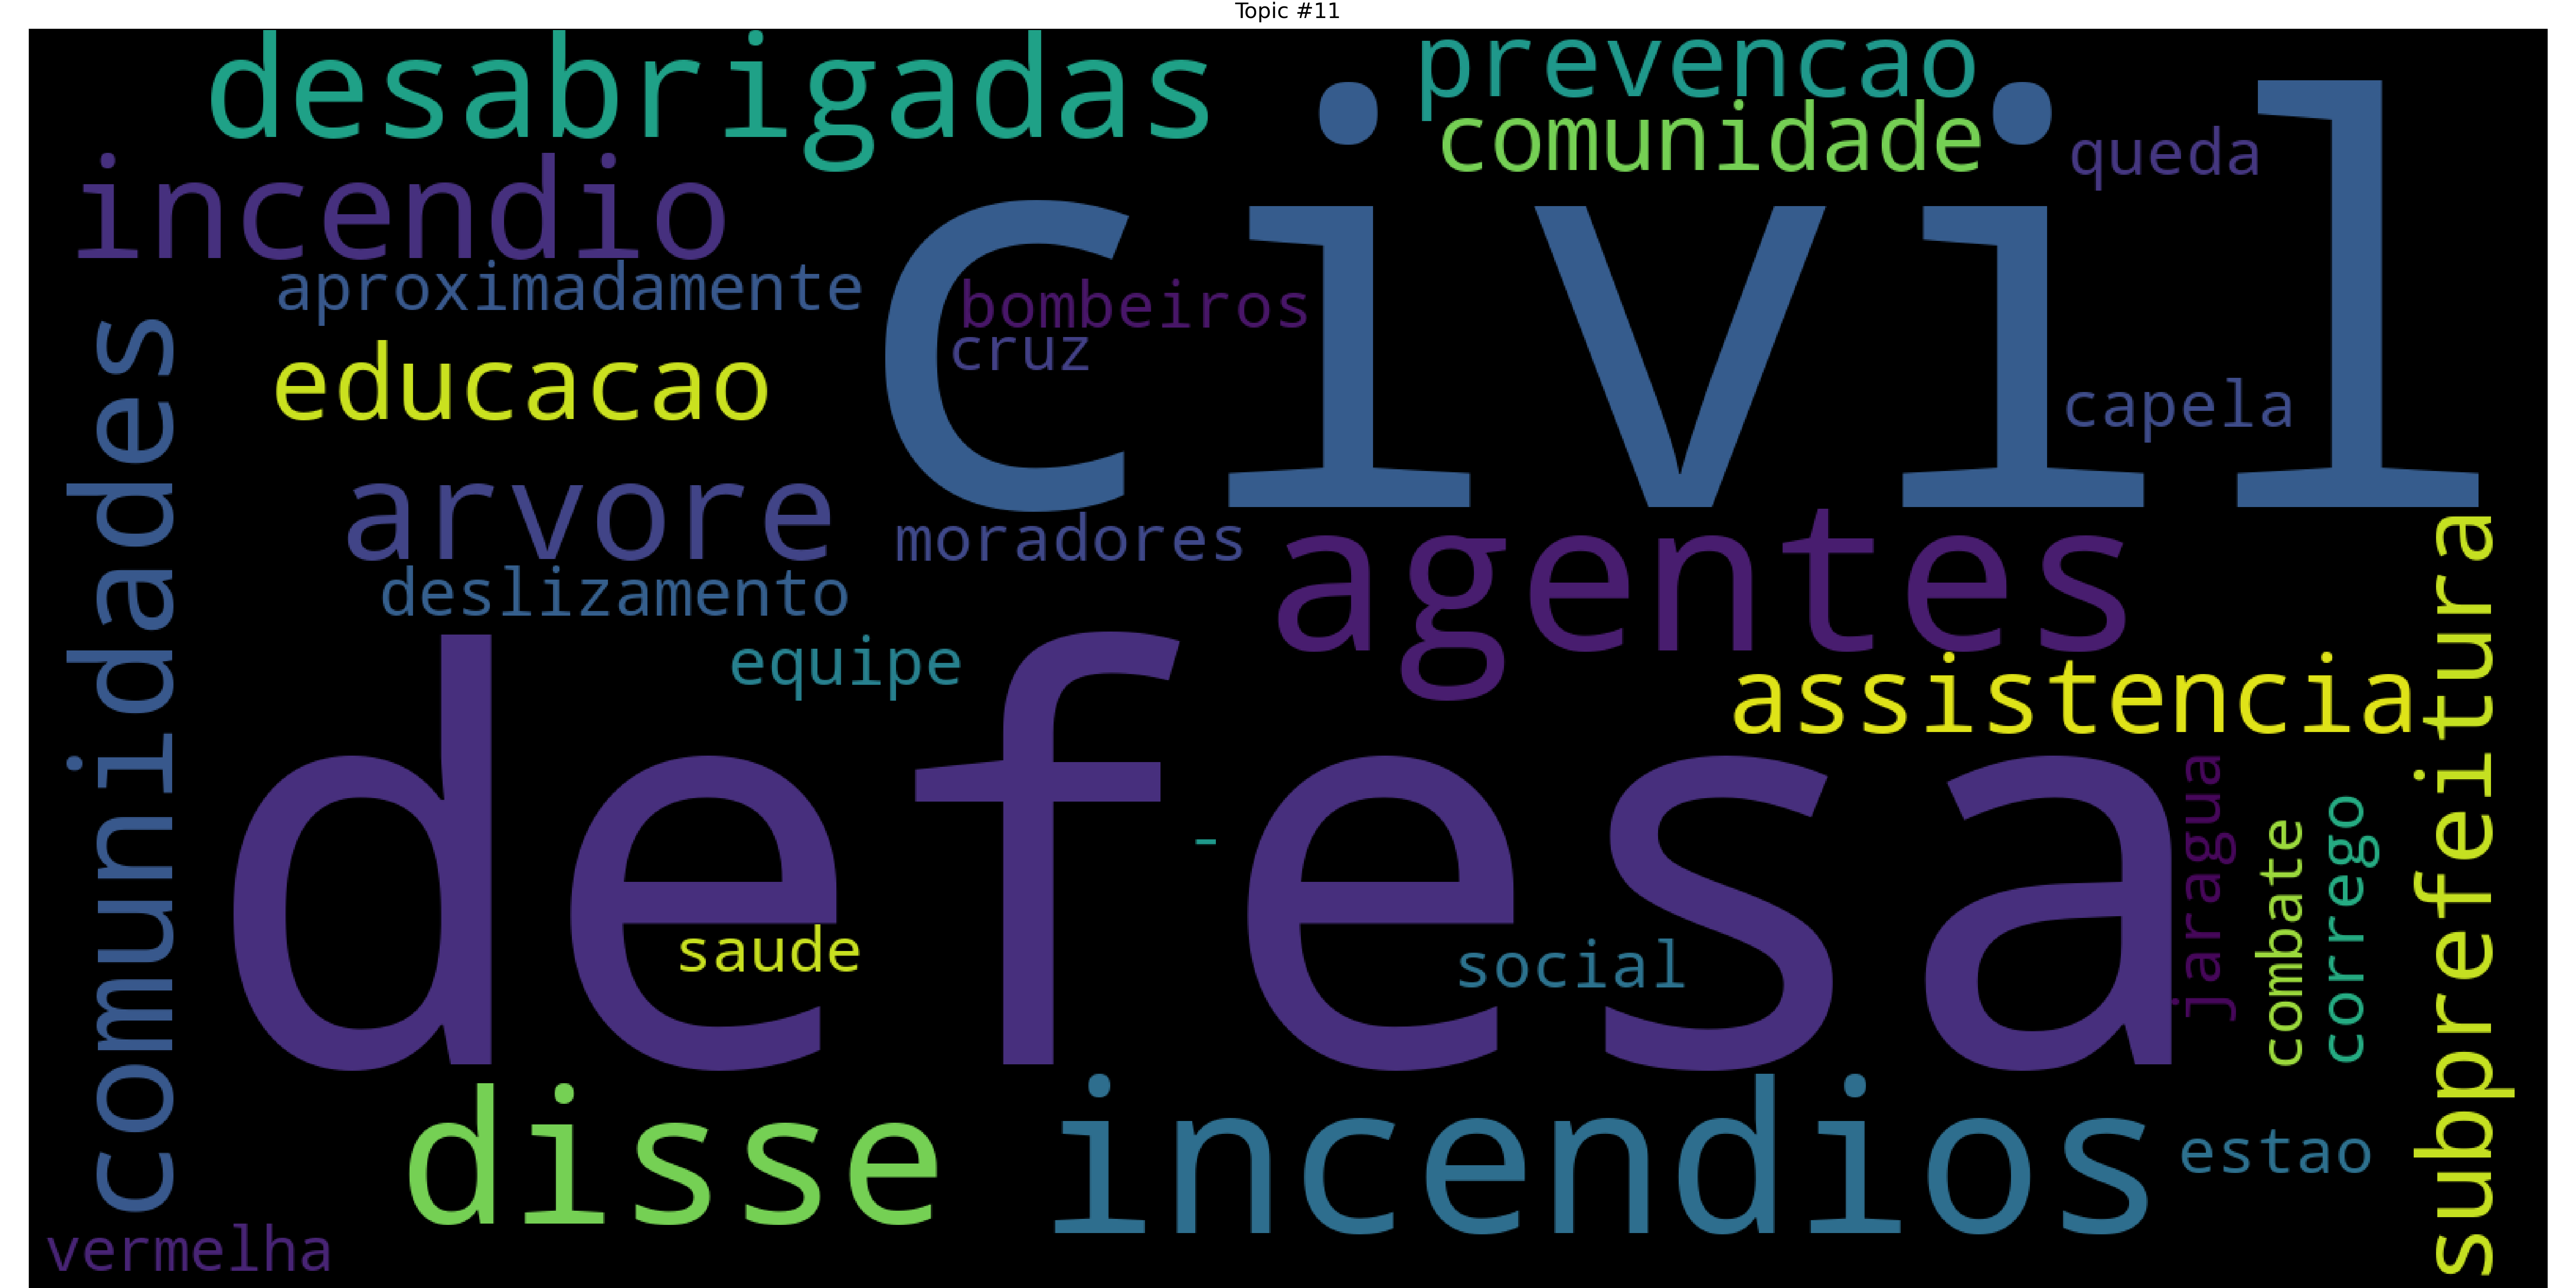 Topic #11
desabrigadas
prevencao
comunidade
queda
incendio
civil
aproximadamente
bombeiros
cruz
educacao
capela
comunidades
arvore
moradores
agentes
deslizamento
equipe
assistencia
subprefeitura
defesa
-
jaragua
combate
corrego
saude
social
disse
incendios
estao
vermelha